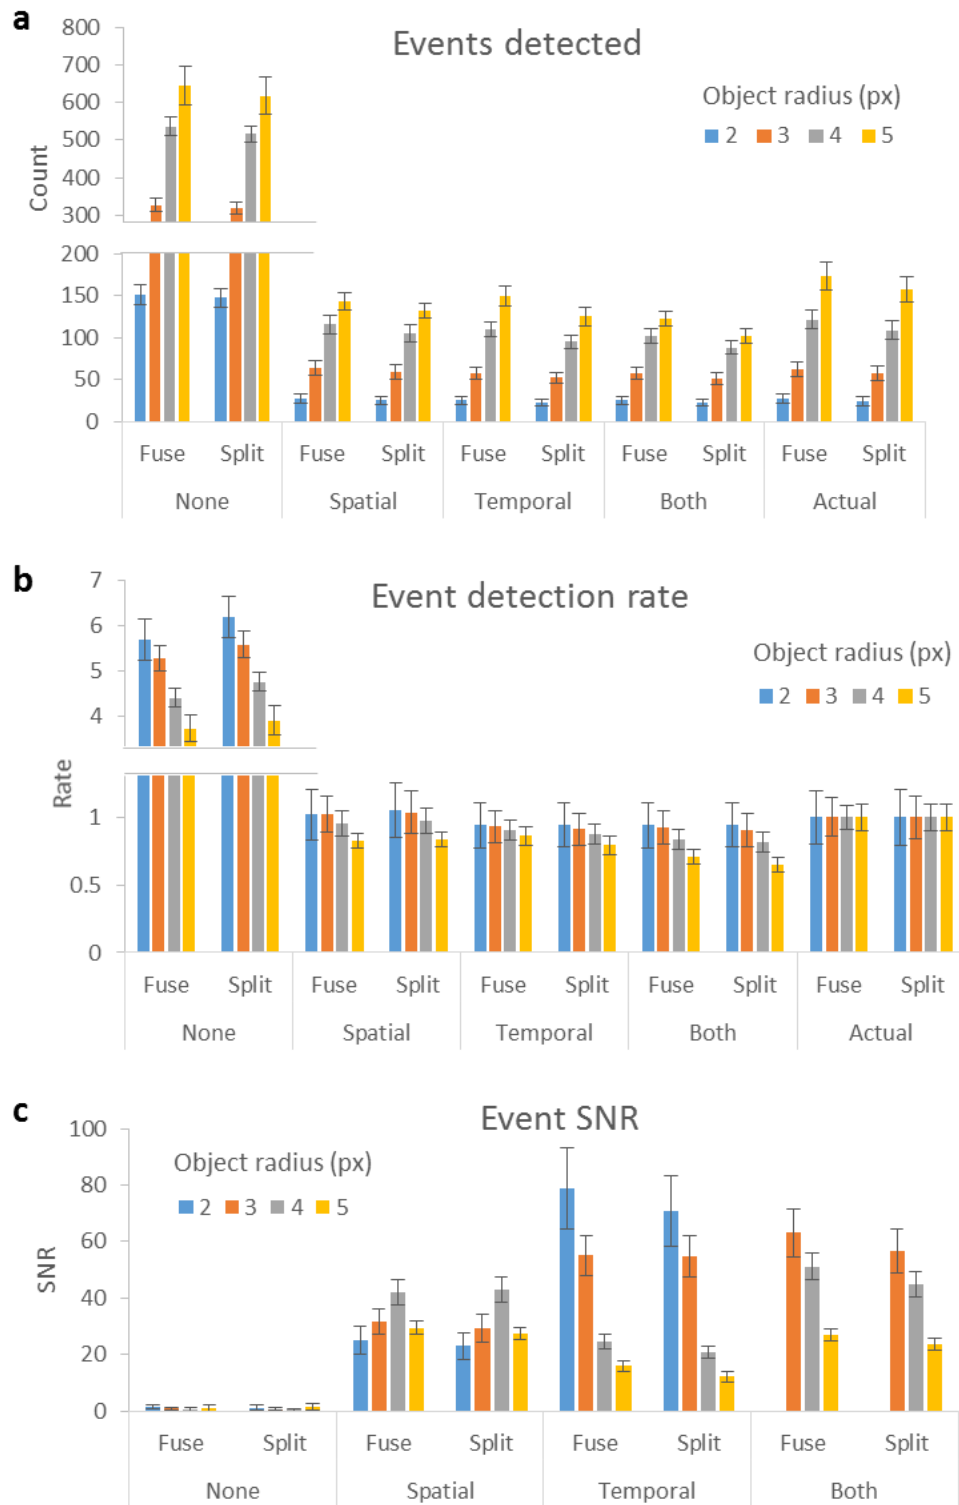 a
Events detected
800
700
600
500
400
300
200
150
100
50
0
Count
Object radius (px)
2 3 4 5
Fuse Split Fuse Split Fuse Split Fuse Split Fuse Split
None Spatial Temporal Both Actual
b
Event detection rate
7
6
5
4
1
0.5
0
Rate
Object radius (px)
2 3 4 5
Fuse Split Fuse Split Fuse Split Fuse Split Fuse Split
None Spatial Temporal Both Actual
c
Event SNR
100
80
60
40
20
0
SNR
Object radius (px)
2 3 4 5
Fuse Split Fuse Split Fuse Split Fuse Split
None Spatial Temporal Both